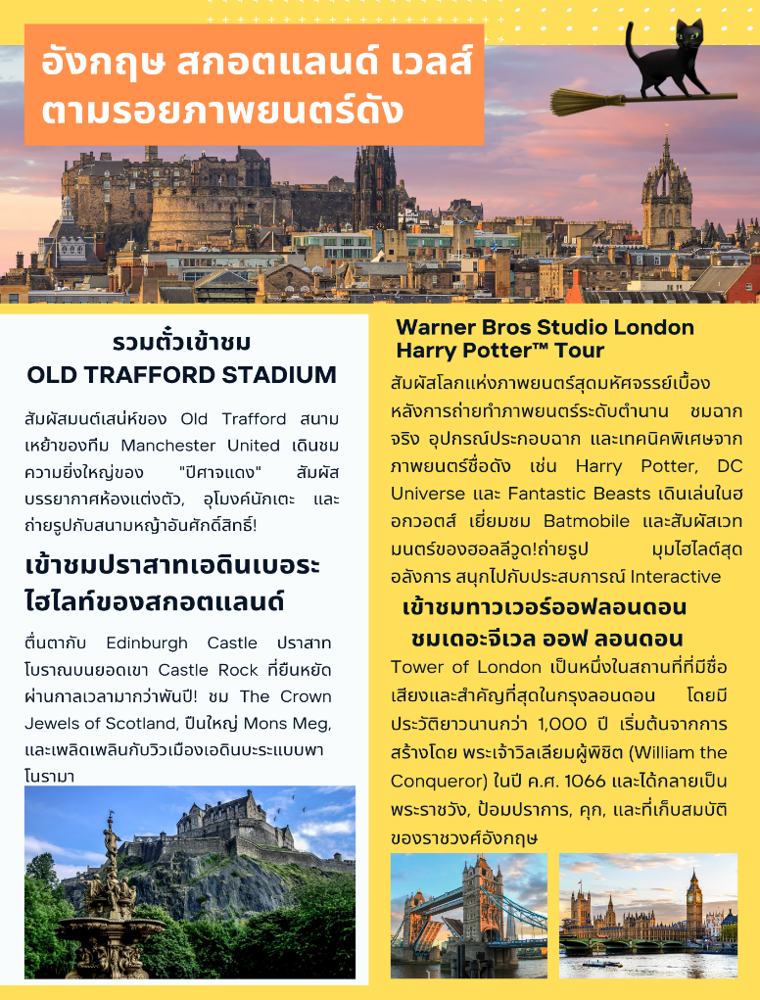 อังกฤษ สกอตแลนด์ เวลส์
ตามรอยภาพยนตร์ดัง
รวมตั๋วเข้าชม
OLD TRAFFORD STADIUM
สัมผัสมนต์เสน่ห์ของ Old Trafford สนาม
เหย้าของทีม Manchester United เดินชม
ความยิ่งใหญ่ของ "ปีศาจแดง" สัมผัส
บรรยากาศห้องแต่งตัว, อุโมงค์นักเตะ และ
ถ่ายรูปกับสนามหญ้าอันศักดิ์สิทธิ์!
เข้าชมปราสาทเอดินเบอระ
ไฮไลท์ของสกอตแลนด์
ตื่นตากับ Edinburgh Castle ปราสาท
โบราณบนยอดเขา Castle Rock ที่ยืนหยัด
ผ่านกาลเวลามากว่าพันปี! ชม The Crown
Jewels of Scotland, ปืนใหญ่ Mons Meg,
และเพลิดเพลินกับวิวเมืองเอดินบะระแบบพา
โนรามา
Warner Bros Studio London
Harry Potter™ Tour
สัมผัสโลกแห่งภาพยนตร์สุดมหัศจรรย์เบื้อง
หลังการถ่ายทำภาพยนตร์ระดับตำนาน ชมฉาก
จริง อุปกรณ์ประกอบฉาก และเทคนิคพิเศษจาก
ภาพยนตร์ชื่อดัง เช่น Harry Potter, DC
Universe และ Fantastic Beasts เดินเล่นในฮ
อกวอตส์ เยี่ยมชม Batmobile และสัมผัสเวท
มนตร์ของฮอลลีวูด!ถ่ายรูป มุมไฮไลต์สุด
อลังการ สนุกไปกับประสบการณ์ Interactive
เข้าชมทาวเวอร์ออฟลอนดอน
ชมเดอะจีเวล ออฟ ลอนดอน
Tower of London เป็นหนึ่งในสถานที่ที่มีชื่อ
เสียงและสำคัญที่สุดในกรุงลอนดอน โดยมี
ประวัติยาวนานกว่า 1,000 ปี เริ่มต้นจากการ
สร้างโดย พระเจ้าวิลเลียมผู้พิชิต (William the
Conqueror) ในปี ค.ศ. 1066 และได้กลายเป็น
พระราชวัง, ป้อมปราการ, คุก, และที่เก็บสมบัติ
ของราชวงศ์อังกฤษ